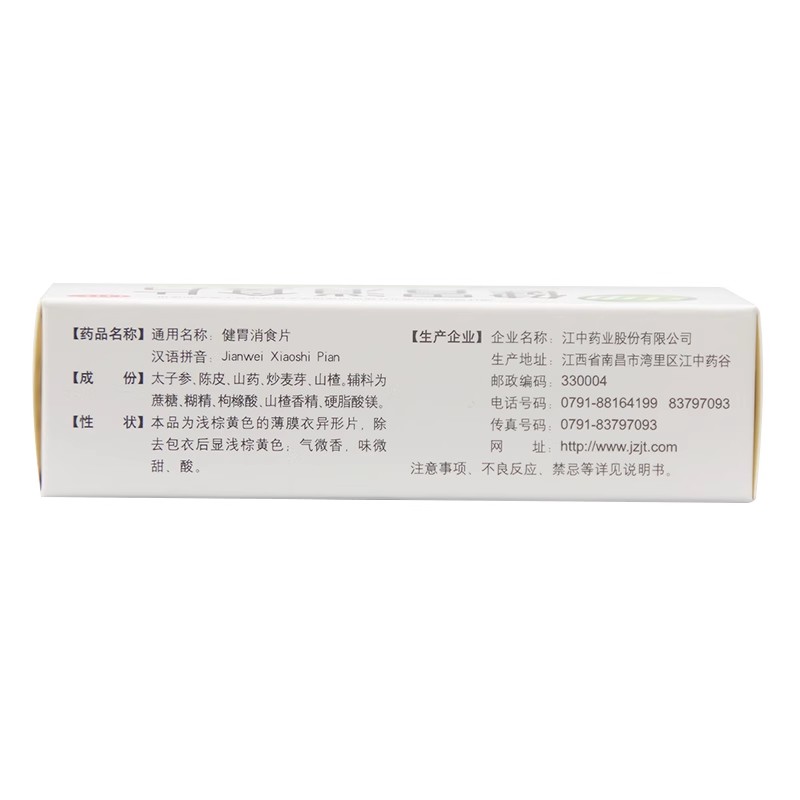 【药品名称】通用名称：健胃消食片
汉语拼音：Jianwei Xiaoshi Pian
【成　份】太子参、陈皮、山药、炒麦芽、山楂。辅料为
蔗糖、糊精、枸橼酸、山楂香精、硬脂酸镁。
【性　状】本品为浅棕黄色的薄膜衣异形片，除
去包衣后显浅棕黄色；气微香，味微
甜、酸。
【生产企业】企业名称：江中药业股份有限公司
生产地址：江西省南昌市湾里区江中药谷
邮政编码：330004
电话号码：0791-88164199 83797093
传真号码：0791-83797093
网　址：http://www.jzjt.com
注意事项、不良反应、禁忌等详见说明书。